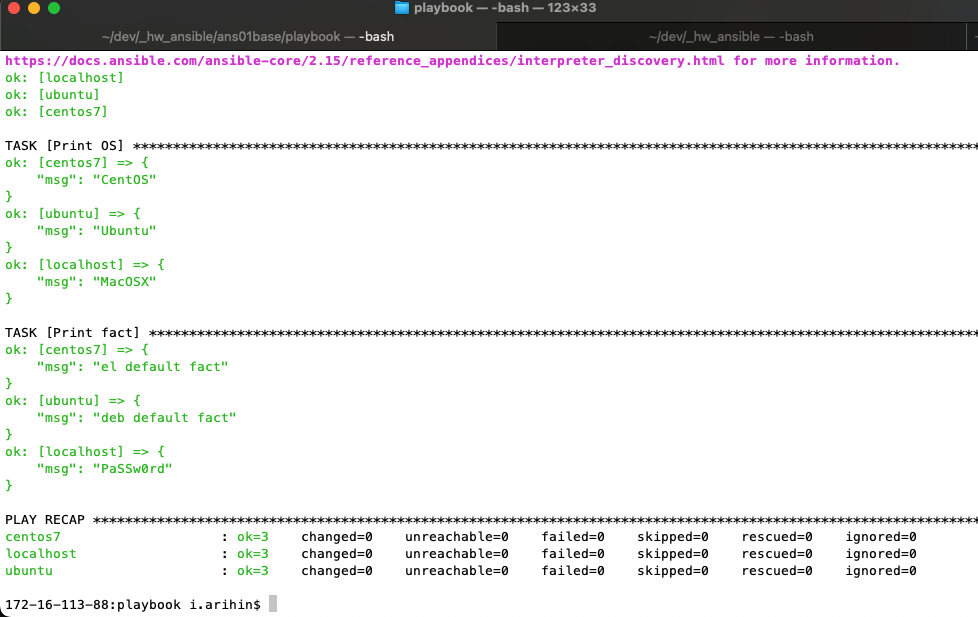 playbook — -bash — 123×33
~/dev/_hw_ansible/ans01base/playbook — -bash ~/dev/_hw_ansible — -bash
https://docs.ansible.com/ansible-core/2.15/reference_appendices/interpreter_discovery.html for more information.
ok: [localhost]
ok: [ubuntu]
ok: [centos7]
TASK [Print OS] *********************************************************************************************************
ok: [centos7] => {
    "msg": "CentOS"
}
ok: [ubuntu] => {
    "msg": "Ubuntu"
}
ok: [localhost] => {
    "msg": "MacOSX"
}
TASK [Print fact] *******************************************************************************************************
ok: [centos7] => {
    "msg": "el default fact"
}
ok: [ubuntu] => {
    "msg": "deb default fact"
}
ok: [localhost] => {
    "msg": "PaSSw0rd"
}
PLAY RECAP **************************************************************************************************************
centos7                    : ok=3    changed=0    unreachable=0    failed=0    skipped=0    rescued=0    ignored=0
localhost                  : ok=3    changed=0    unreachable=0    failed=0    skipped=0    rescued=0    ignored=0
ubuntu                     : ok=3    changed=0    unreachable=0    failed=0    skipped=0    rescued=0    ignored=0
172-16-113-88:playbook i.arihin$